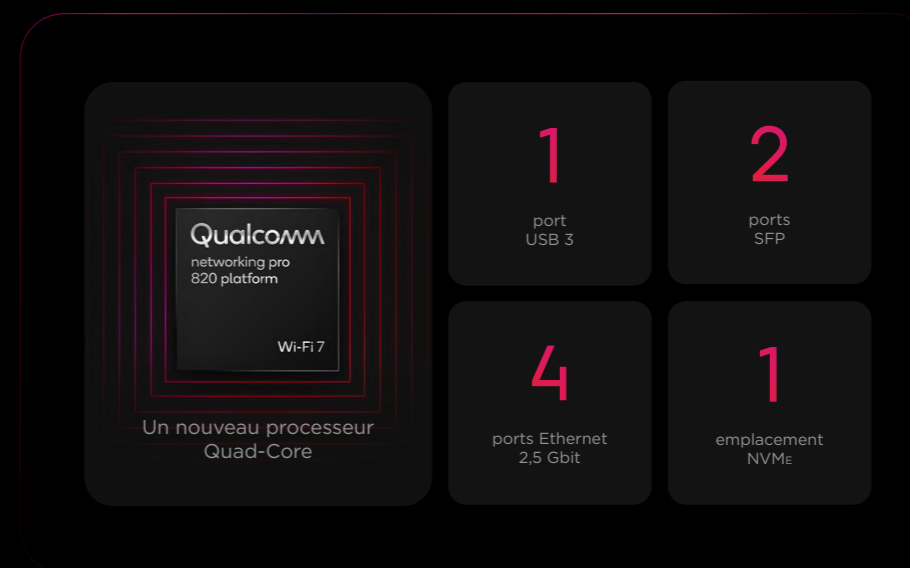 Qualcomm
networking pro
820 platform
Wi-Fi 7
Un nouveau processeur
Quad-Core
1
port
USB 3
2
ports
SFP
4
ports Ethernet
2,5 Gbit
1
emplacement
NVMe